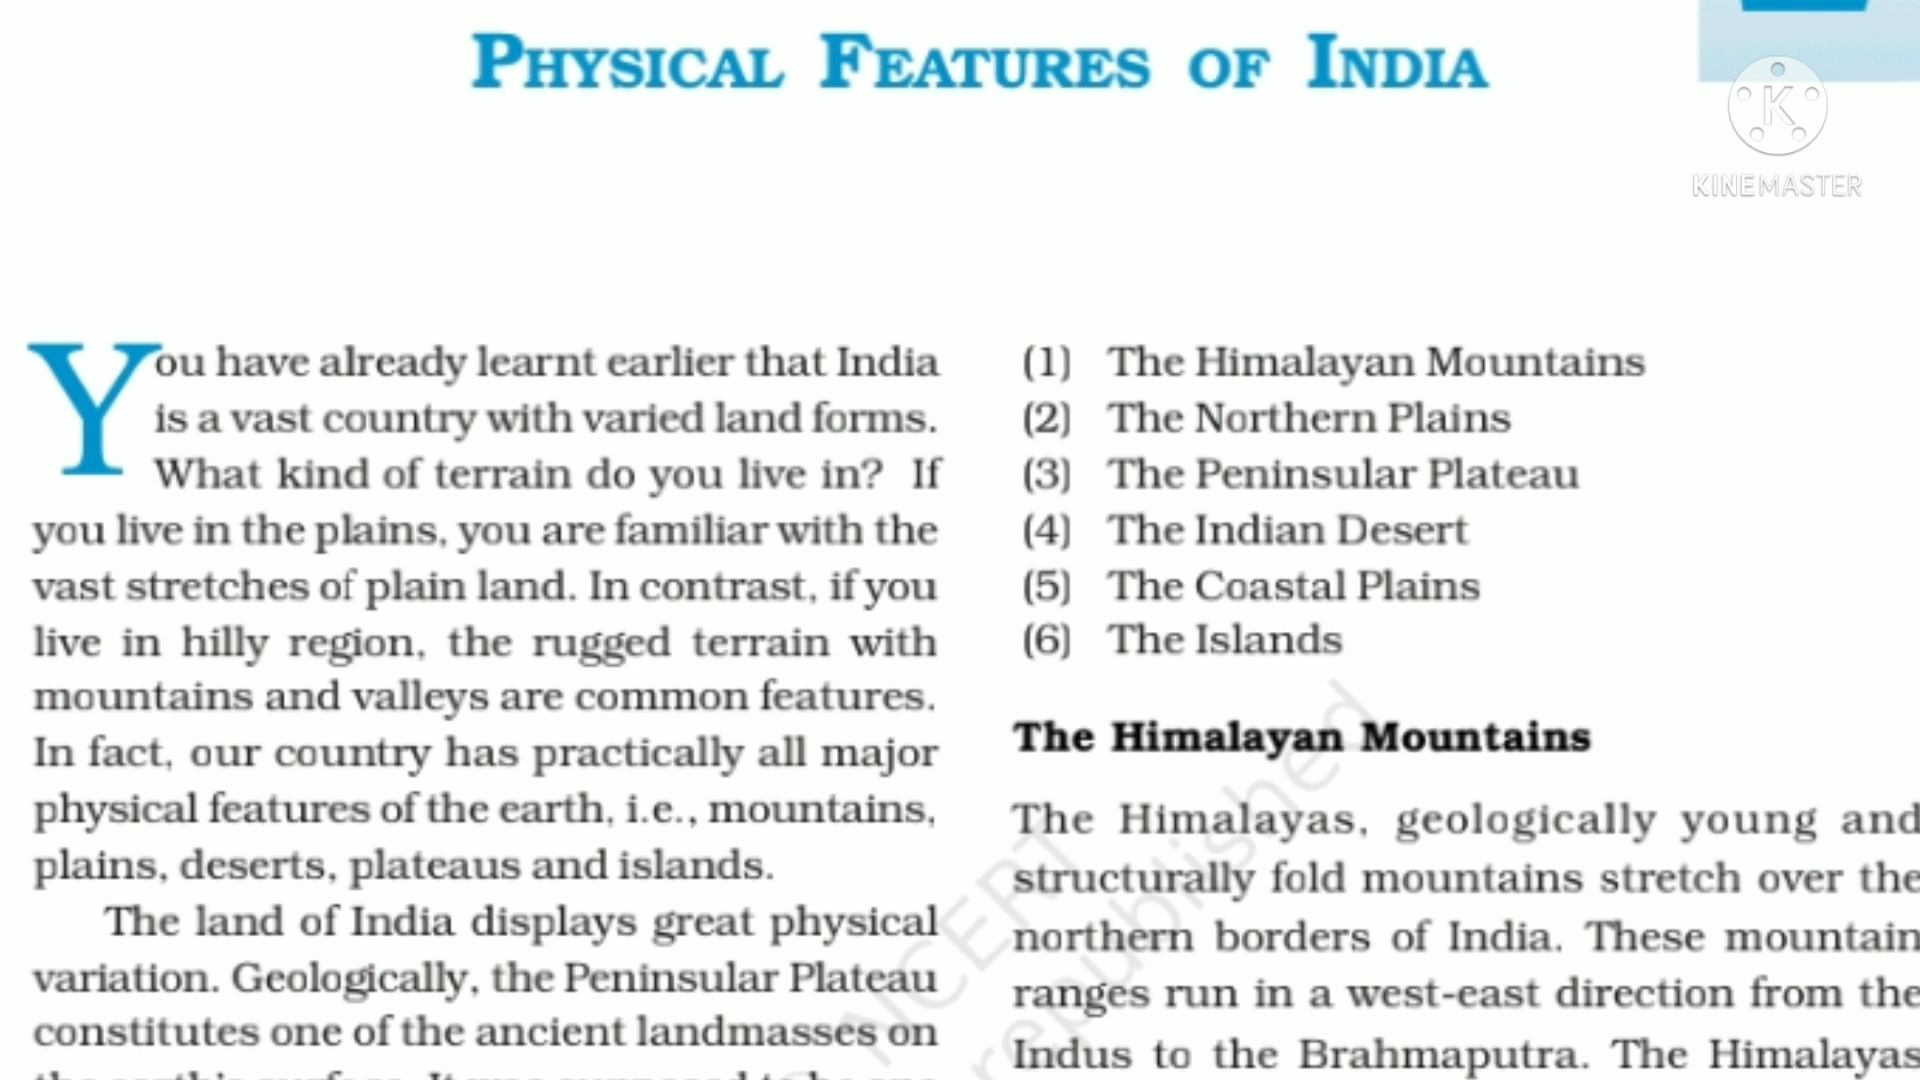 PHYSICAL FEATURES OF INDIA
K
KINEMASTER
You have already learnt earlier that India
is a vast country with varied land forms.
What kind of terrain do you live in? If
you live in the plains, you are familiar with the
vast stretches of plain land. In contrast, if you
live in hilly region, the rugged terrain with
mountains and valleys are common features.
In fact, our country has practically all major
physical features of the earth, i.e., mountains,
plains, deserts, plateaus and islands.
The land of India displays great physical
variation. Geologically, the Peninsular Plateau
constitutes one of the ancient landmasses on
(1) The Himalayan Mountains
(2) The Northern Plains
(3) The Peninsular Plateau
(4) The Indian Desert
(5) The Coastal Plains
(6) The Islands
The Himalayan Mountains
The Himalayas, geologically young and
structurally fold mountains stretch over the
northern borders of India. These mountain
ranges run in a west-east direction from the
Indus to the Brahmaputra. The Himalayas
NCERT
republished